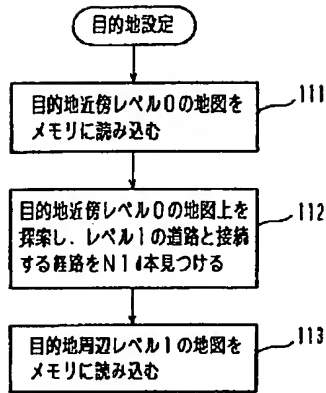 目的地設定
目的地近傍レベル0の地図を
メモリに読み込む
111
目的地近傍レベル0の地図上を
探索し、レベル1の道路と接続
する経路をN1d本見つける
112
目的地周辺レベル1の地図を
メモリに読み込む
113